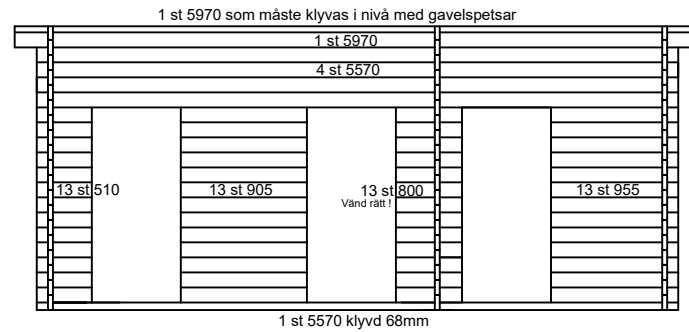 1 st 5970 som måste klyvas i nivå med gavelspetsar
1 st 5970
4 st 5570
13 st 510
13 st 905
13 st 800
13 st 955
Vänd rätt !
1 st 5570 klyvd 68mm